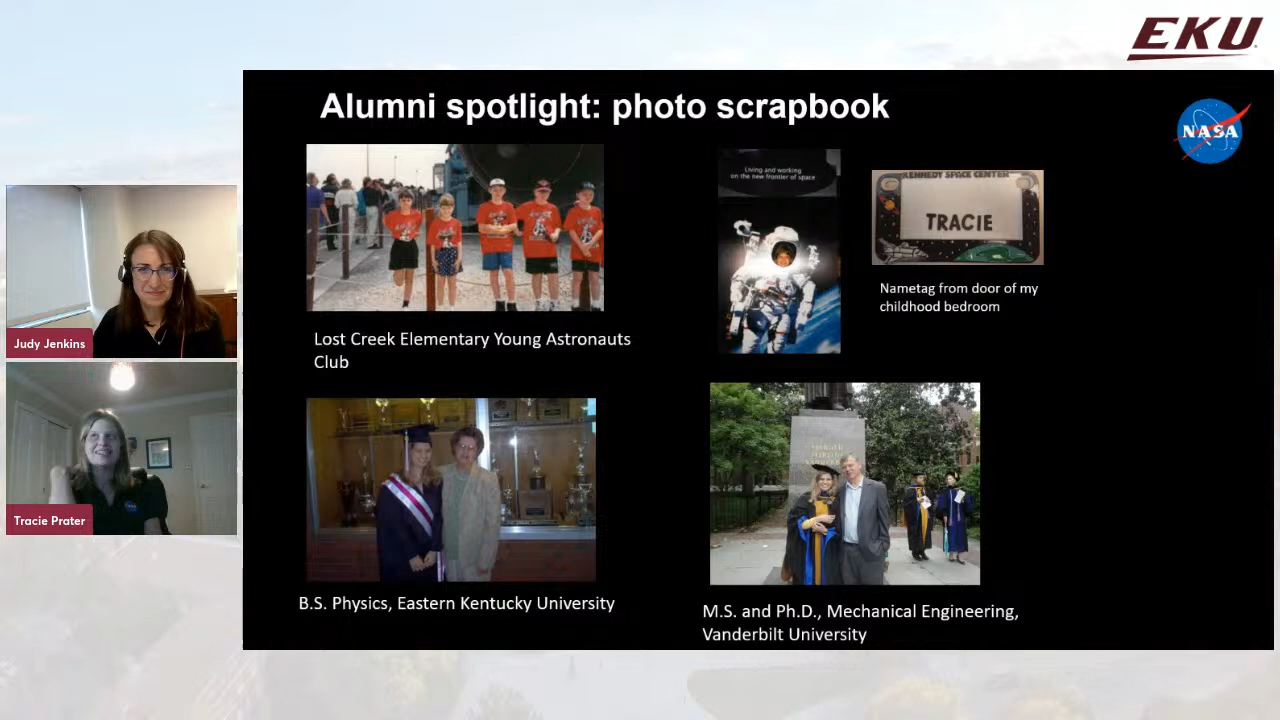 EKU
Alumni spotlight: photo scrapbook
NASA
Living and working
on the new frontier of space
KENNEDY SPACE CENTER
TRACIE
Nametag from door of my
childhood bedroom
Lost Creek Elementary Young Astronauts
Club
Judy Jenkins
Tracie Prater
B.S. Physics, Eastern Kentucky University
M.S. and Ph.D., Mechanical Engineering,
Vanderbilt University